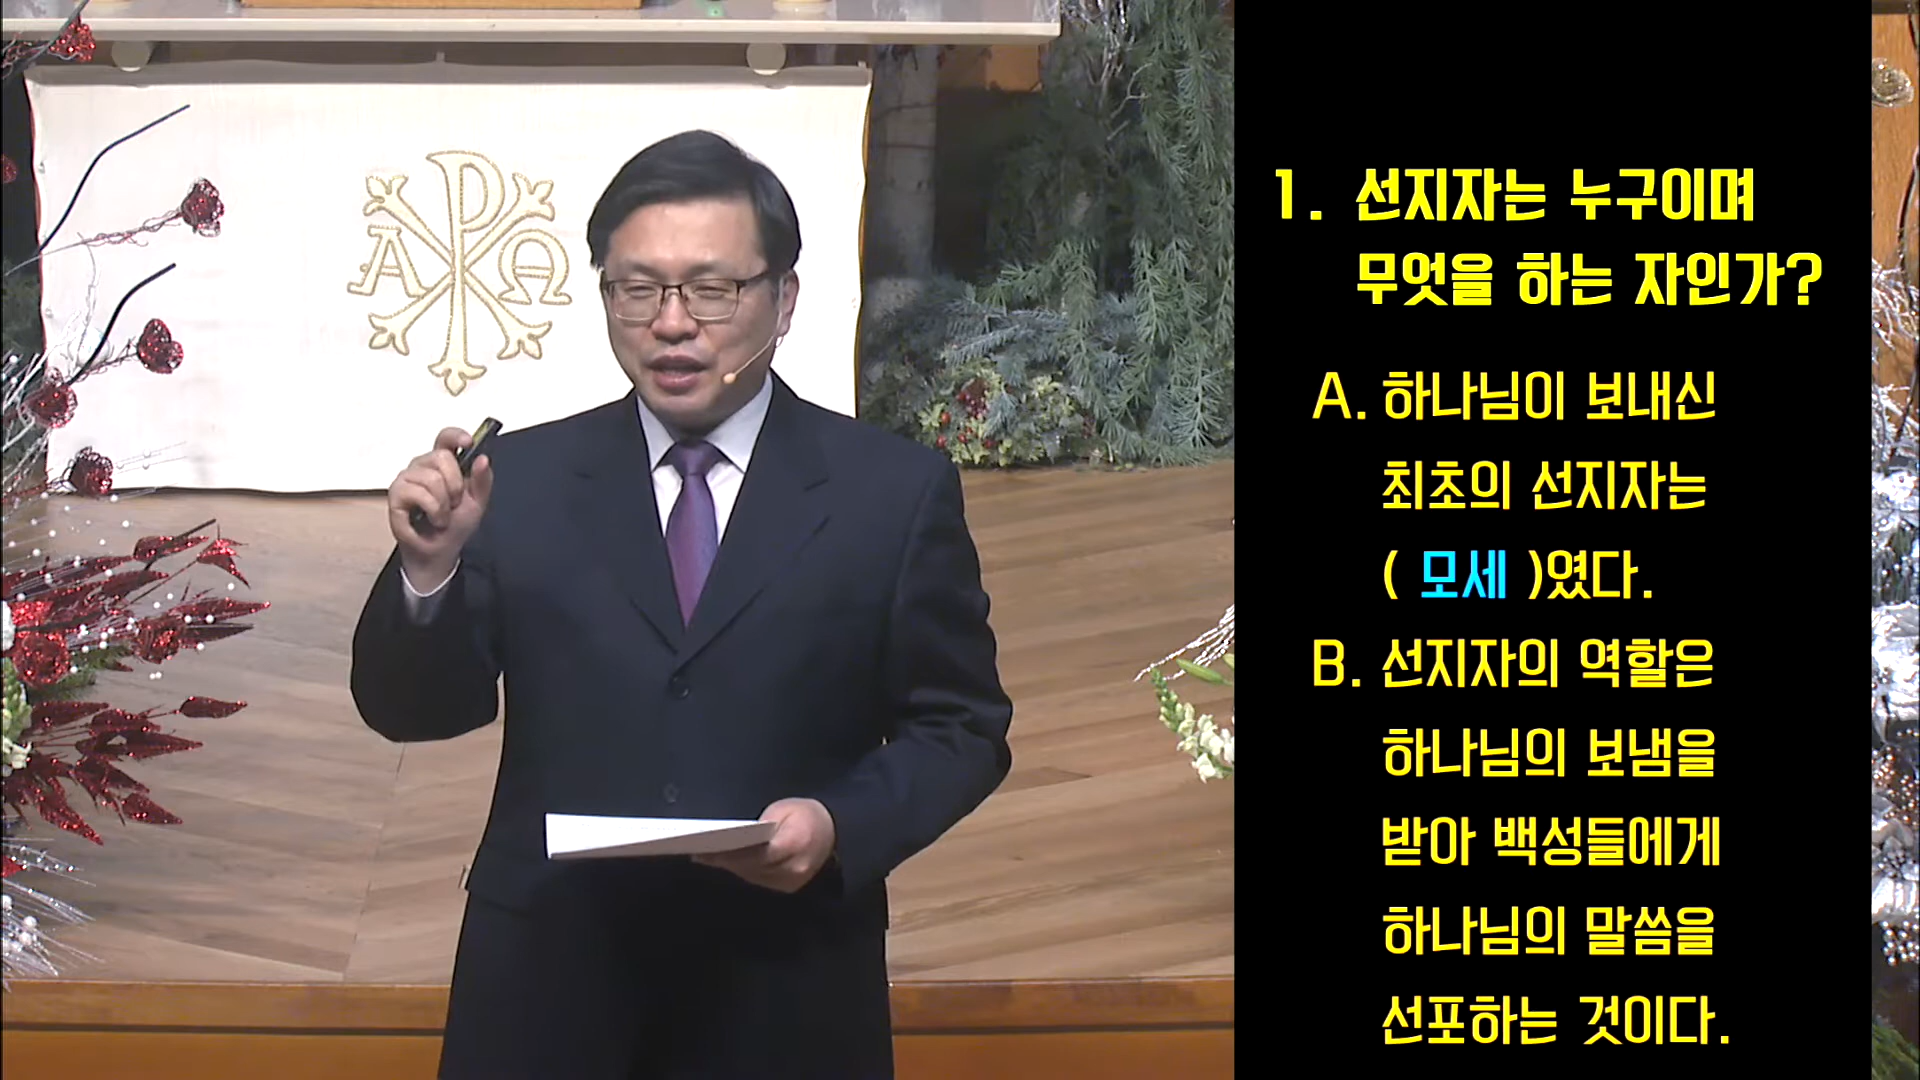 Α Ω
1. 선지자는 누구이며
무엇을 하는 자인가?
A. 하나님이 보내신
최초의 선지자는
( 모세 )였다.
B. 선지자의 역할은
하나님의 보냄을
받아 백성들에게
하나님의 말씀을
선포하는 것이다.